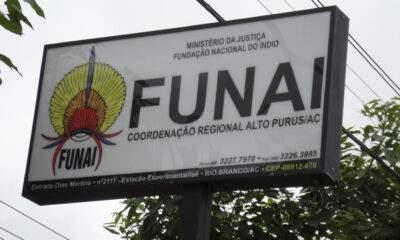 MINISTÉRIO DA JUSTIÇA
FUNDAÇÃO NACIONAL DO ÍNDIO
FUNAI
COORDENAÇÃO REGIONAL ALTO PURUS/AC
FUNAI
3227.7970 • 3226.3985
Estrada Dias Martins • nº2117 • Estação Experimental • RIO BRANCO/AC • CEP-69912-470